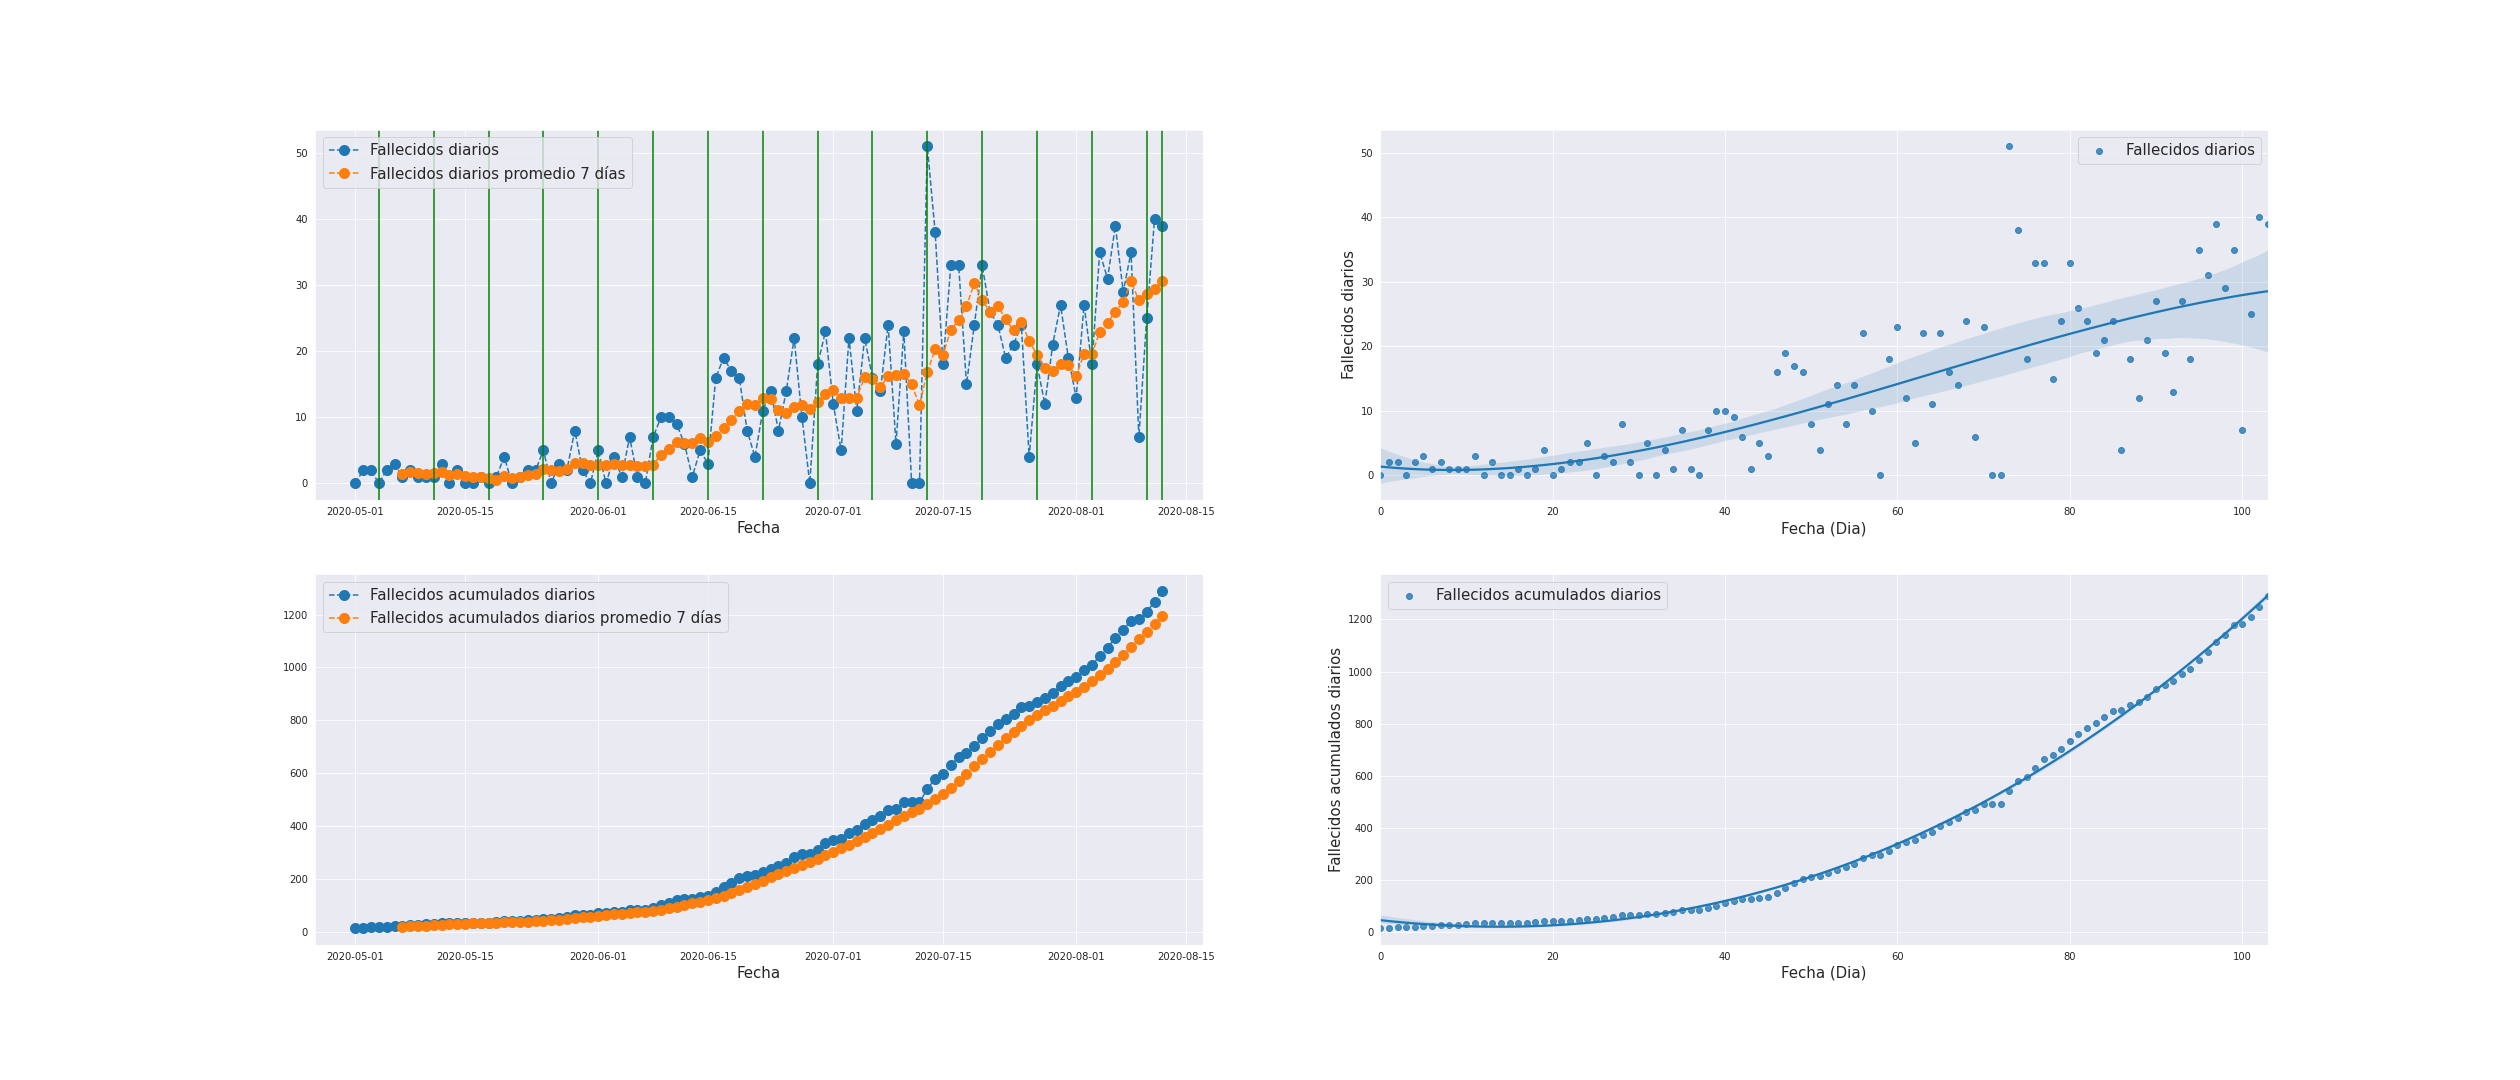 Fallecidos diarios
Fallecidos diarios promedio 7 días
50
40
30
20
10
0
2020-05-01 2020-05-15 2020-06-01 2020-06-15 2020-07-01 2020-07-15 2020-08-01 2020-08-15
Fecha
Fallecidos diarios
Fallecidos diarios
50
40
30
20
10
0
0 20 40 60 80 100
Fecha (Dia)
Fallecidos acumulados diarios
Fallecidos acumulados diarios promedio 7 días
1200
1000
800
600
400
200
0
2020-05-01 2020-05-15 2020-06-01 2020-06-15 2020-07-01 2020-07-15 2020-08-01 2020-08-15
Fecha
Fallecidos acumulados diarios
Fallecidos acumulados diarios
1200
1000
800
600
400
200
0
0 20 40 60 80 100
Fecha (Dia)